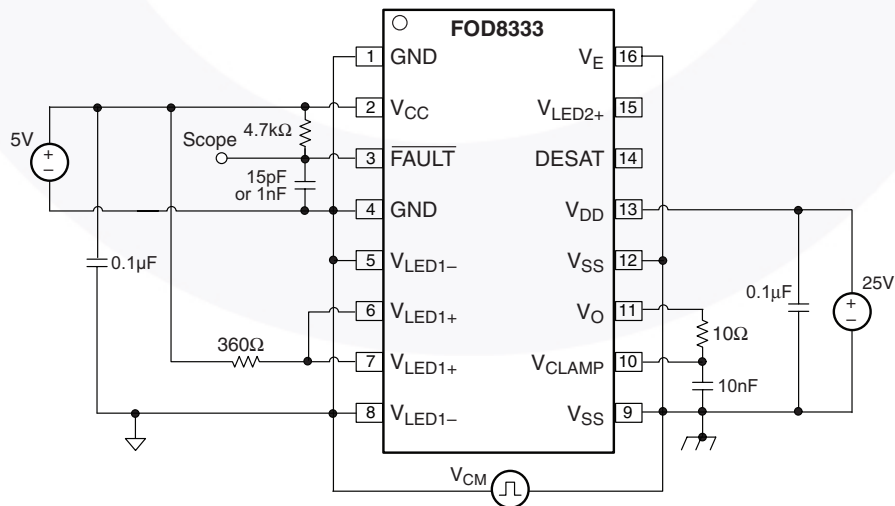 FOD8333
1 GND VE 16
2 VCC VLED2+ 15
5V + −
4.7kΩ
Scope
3 FAULT DESAT 14
15pF
or 1nF
4 GND VDD 13
5 VLED1– VSS 12
0.1µF
0.1µF
25V + −
6 VLED1+ VO 11
10Ω
360Ω
7 VLED1+ VCLAMP 10
10nF
8 VLED1– VSS 9
VCM